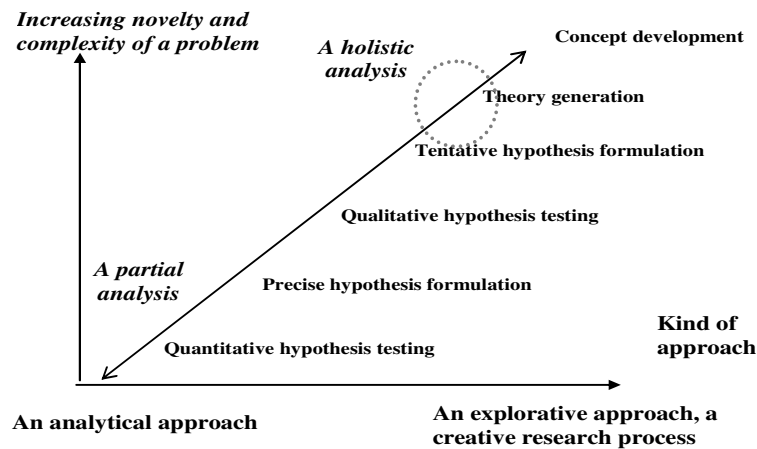 Increasing novelty and
complexity of a problem
A holistic
analysis
Concept development
Theory generation
Tentative hypothesis formulation
Qualitative hypothesis testing
A partial
analysis
Precise hypothesis formulation
Kind of
approach
Quantitative hypothesis testing
An analytical approach
An explorative approach, a
creative research process